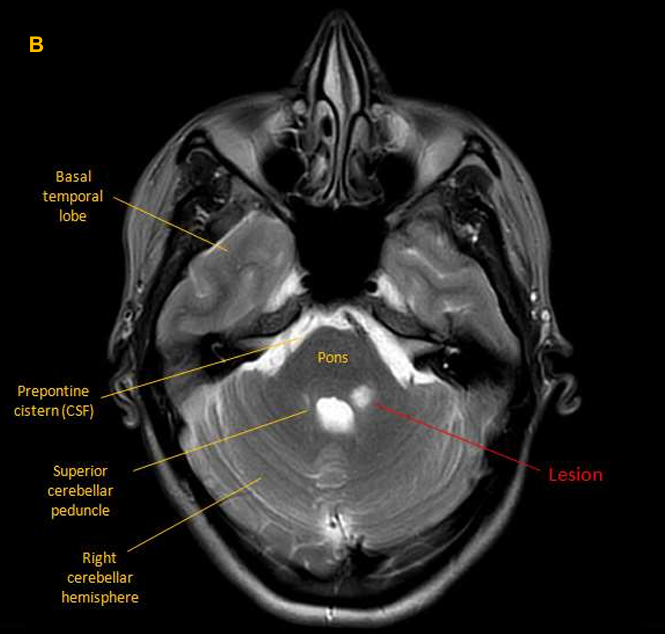 B
Basal
temporal
lobe
Pons
Prepontine
cistern (CSF)
Superior
cerebellar
peduncle
Lesion
Right
cerebellar
hemisphere